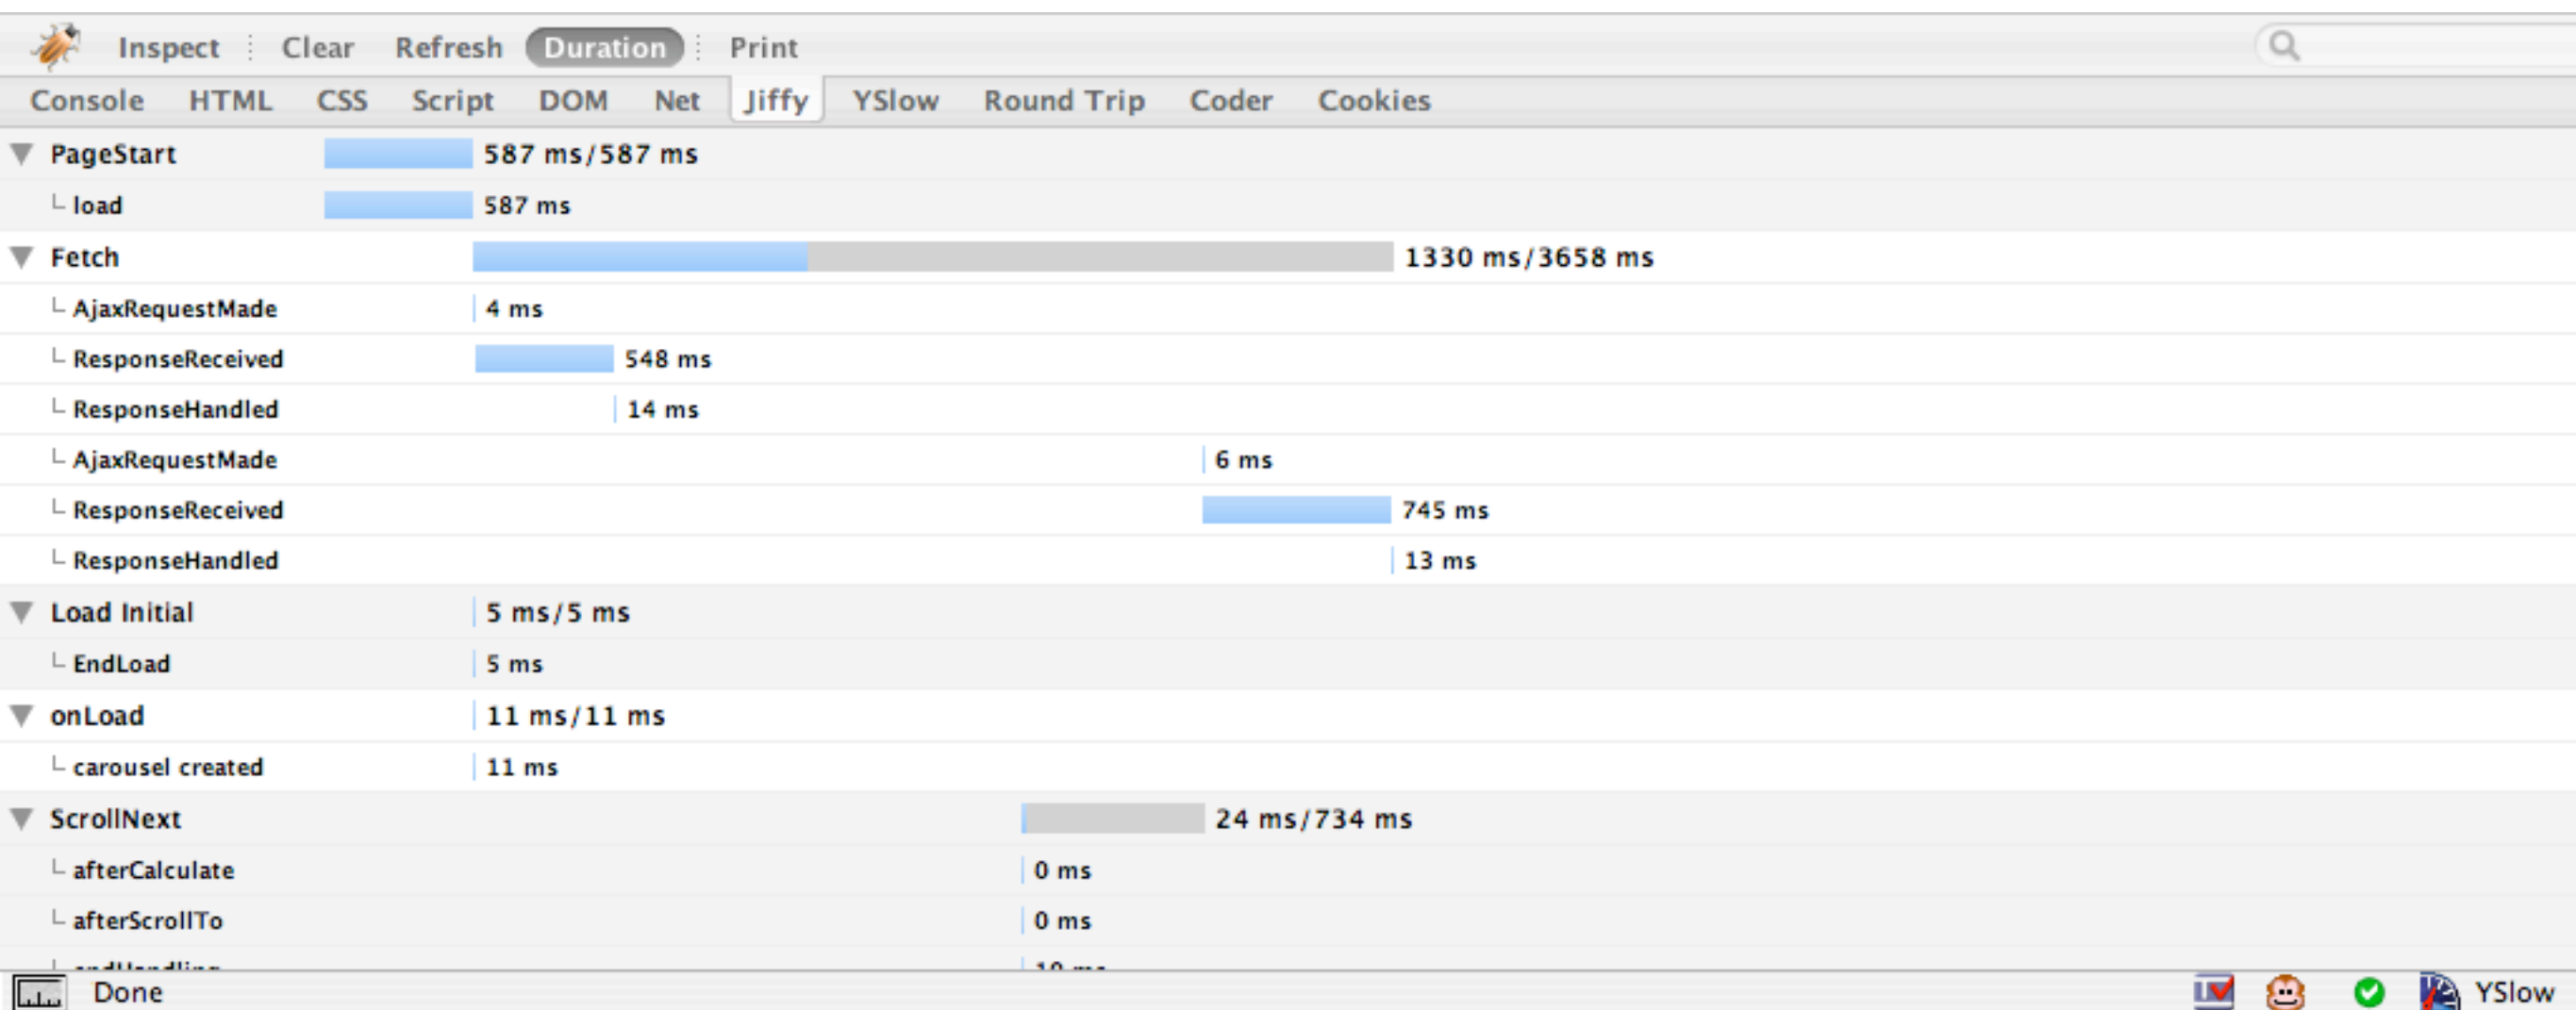 Inspect Clear Refresh Duration Print
Console HTML CSS Script DOM Net Jiffy YSlow Round Trip Coder Cookies
PageStart 587 ms/587 ms
load 587 ms
Fetch 1330 ms/3658 ms
AjaxRequestMade 4 ms
ResponseReceived 548 ms
ResponseHandled 14 ms
AjaxRequestMade 6 ms
ResponseReceived 745 ms
ResponseHandled 13 ms
Load Initial 5 ms/5 ms
EndLoad 5 ms
onLoad 11 ms/11 ms
carousel created 11 ms
ScrollNext 24 ms/734 ms
afterCalculate 0 ms
afterScrollTo 0 ms
Done YSlow